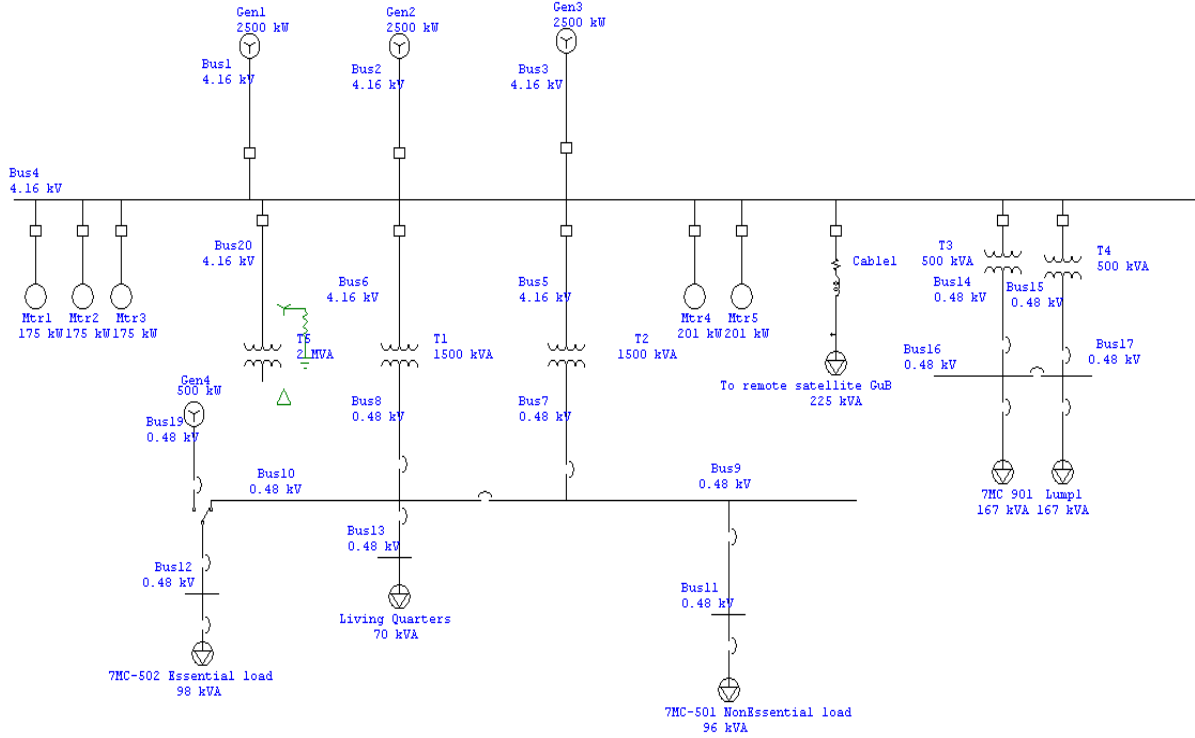 Gen1
2500 kW
Gen2
2500 kW
Gen3
2500 kW
Bus1
4.16 kV
Bus2
4.16 kV
Bus3
4.16 kV
Bus4
4.16 kV
Bus20
4.16 kV
Bus6
4.16 kV
Bus5
4.16 kV
Cable1
T3
500 kVA
T4
500 kVA
Bus14
0.48 kV
Bus15
0.48 kV
Mtr1
175 kW
Mtr2
175 kW
Mtr3
175 kW
Mtr4
201 kW
Mtr5
201 kW
2 MVA
T1
1500 kVA
T2
1500 kVA
Bus16
0.48 kV
Bus17
0.48 kV
To remote satellite GuB
225 kVA
Gen4
500 kW
Bus19
0.48 kV
Bus8
0.48 kV
Bus7
0.48 kV
Bus10
0.48 kV
Bus9
0.48 kV
7MC 901
167 kVA
Lump1
167 kVA
Bus13
0.48 kV
Bus12
0.48 kV
Bus11
0.48 kV
Living Quarters
70 kVA
7MC-502 Essential load
98 kVA
7MC-501 NonEssential load
96 kVA